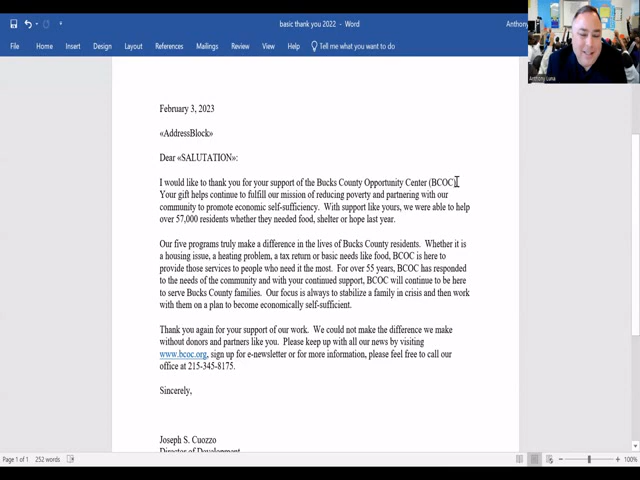 basic thank you 2022 - Word
Anthony
File Home Insert Design Layout References Mailings Review View Help Tell me what you want to do
Anthony Luna
February 3, 2023
«AddressBlock»
Dear «SALUTATION»:
I would like to thank you for your support of the Bucks County Opportunity Center (BCOC).
Your gift helps continue to fulfill our mission of reducing poverty and partnering with our
community to promote economic self-sufficiency. With support like yours, we were able to help
over 57,000 residents whether they needed food, shelter or hope last year.
Our five programs truly make a difference in the lives of Bucks County residents. Whether it is
a housing issue, a heating problem, a tax return or basic needs like food, BCOC is here to
provide those services to people who need it the most. For over 55 years, BCOC has responded
to the needs of the community and with your continued support, BCOC will continue to be here
to serve Bucks County families. Our focus is always to stabilize a family in crisis and then work
with them on a plan to become economically self-sufficient.
Thank you again for your support of our work. We could not make the difference we make
without donors and partners like you. Please keep up with all our news by visiting
www.bcoc.org, sign up for e-newsletter or for more information, please feel free to call our
office at 215-345-8175.
Sincerely,
Joseph S. Cuozzo
Director of Development
Page 1 of 1 252 words 100%